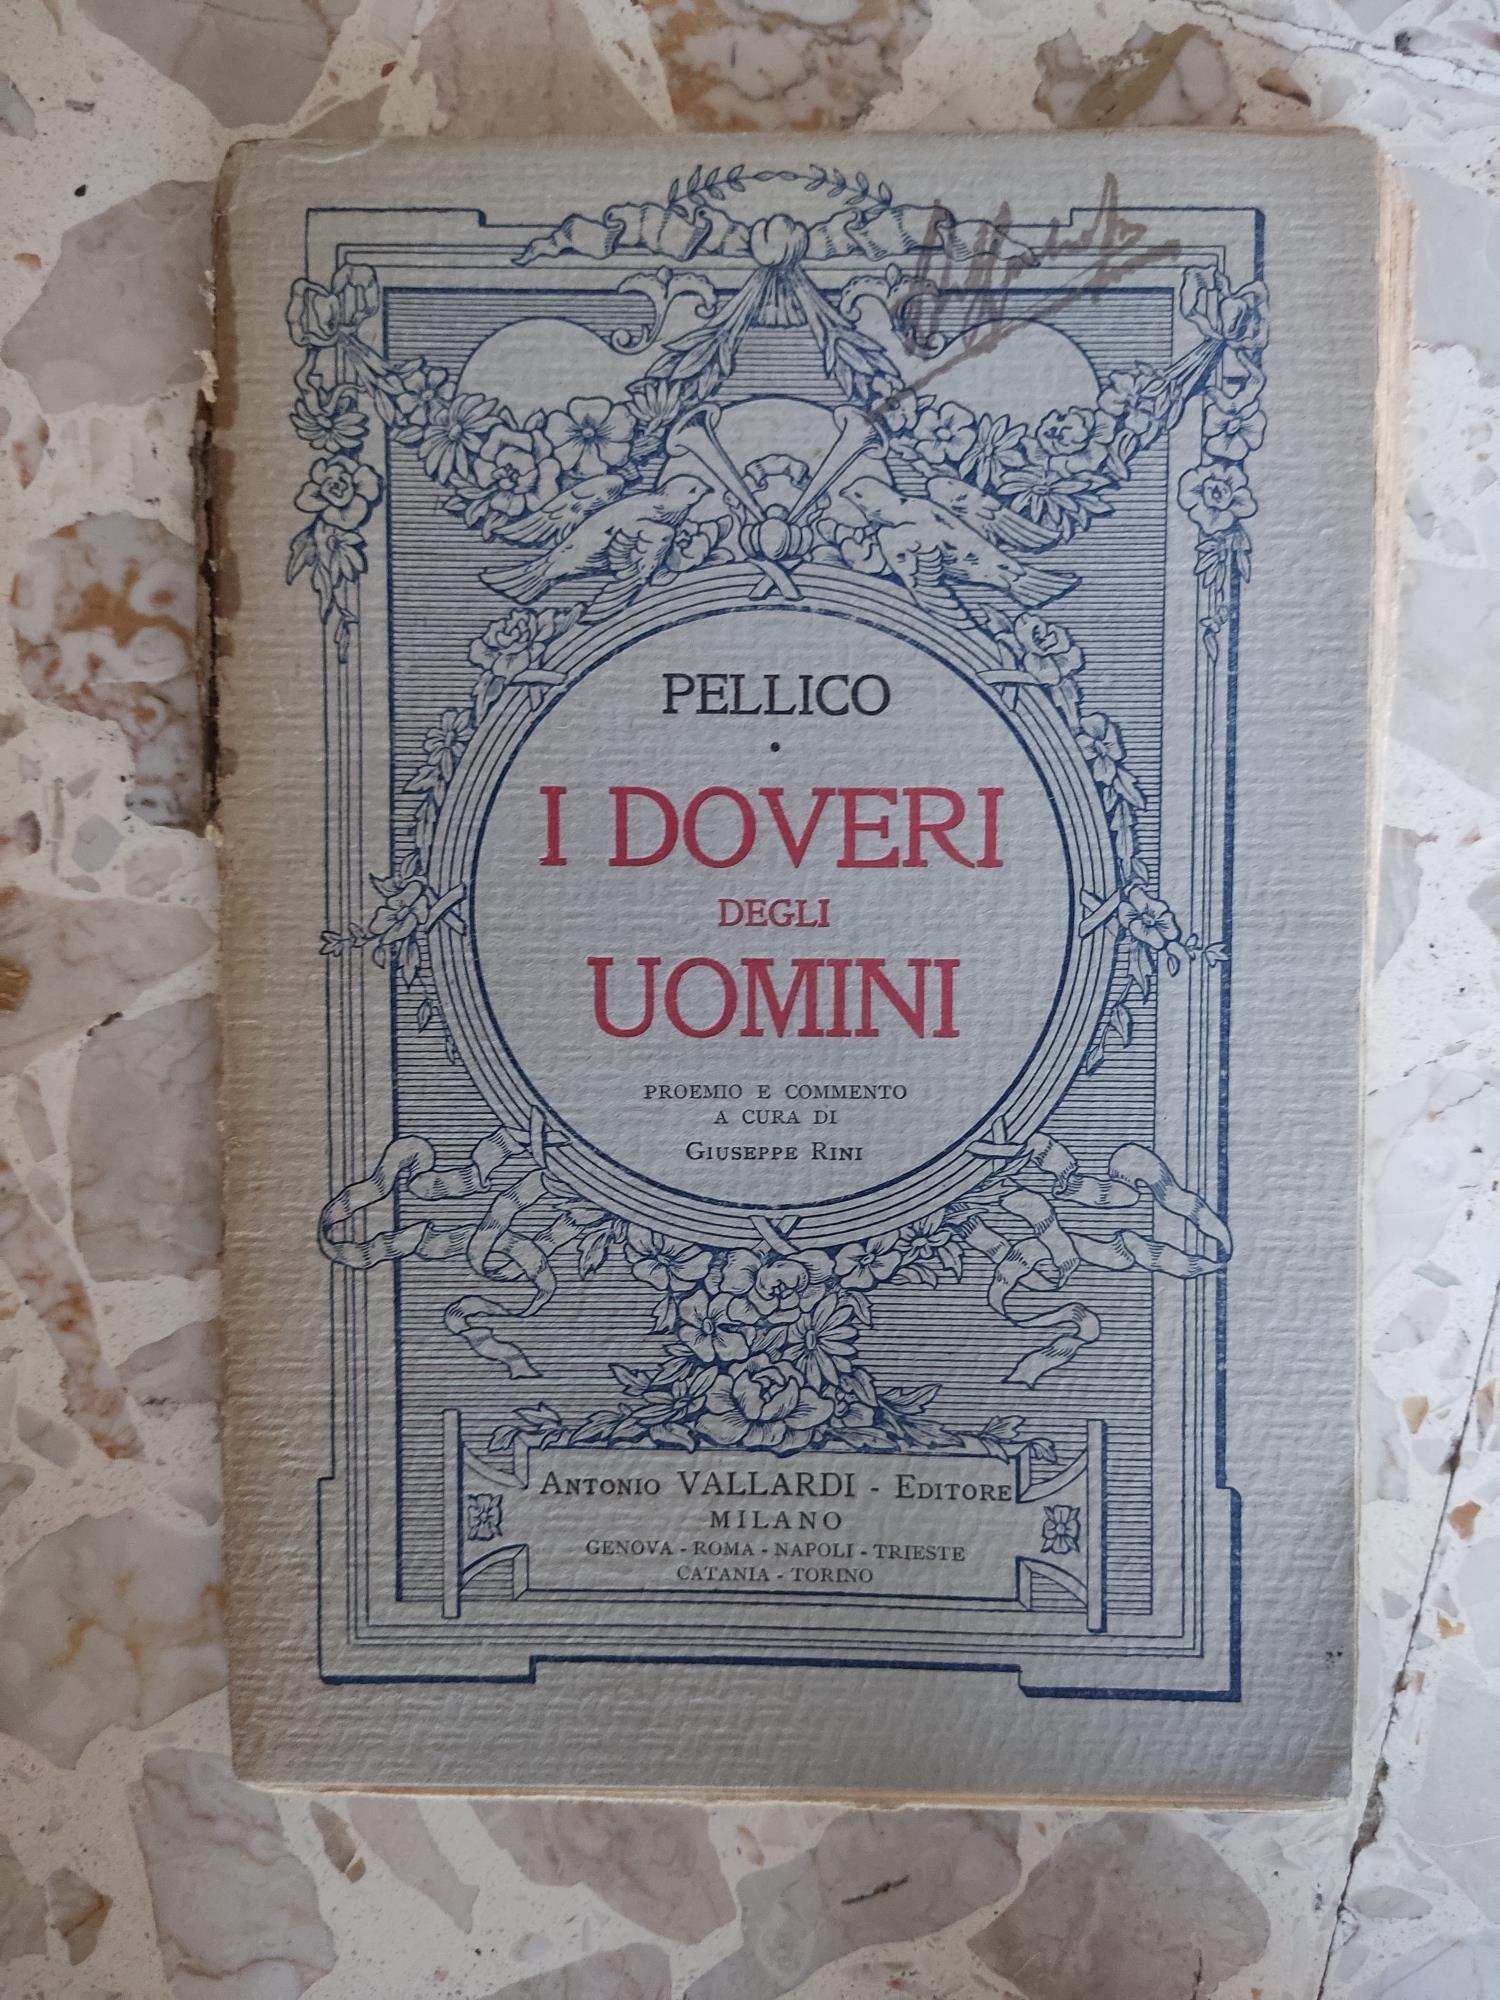 PELLICO
•
I DOVERI
DEGLI
UOMINI
PROEMIO E COMMENTO
A CURA DI
GIUSEPPE RINI
ANTONIO VALLARDI - EDITORE
MILANO
GENOVA - ROMA - NAPOLI - TRIESTE
CATANIA - TORINO